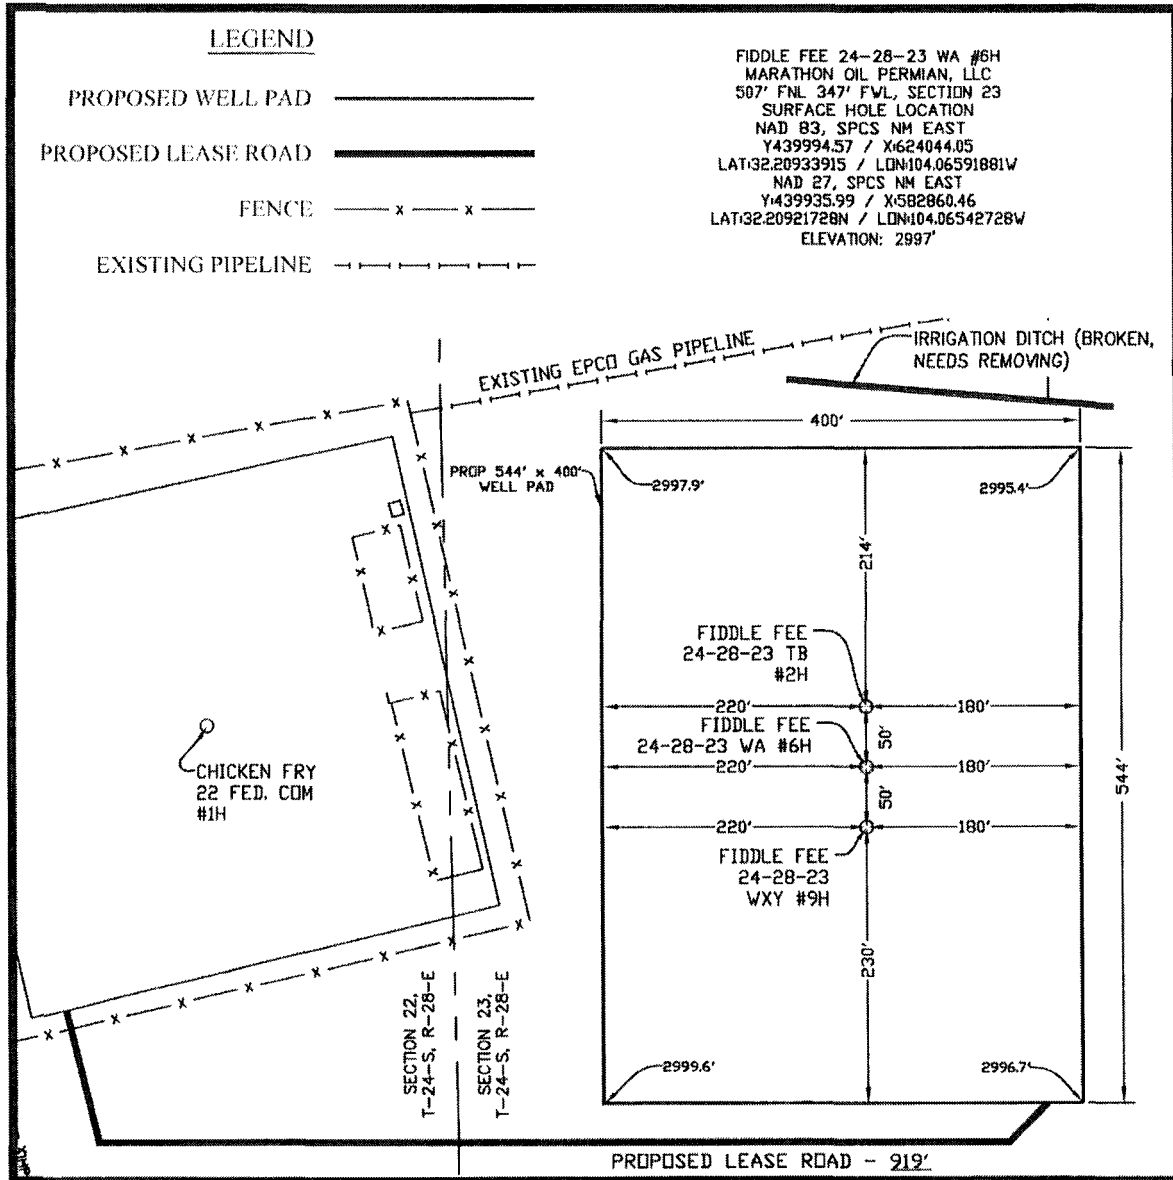 LEGEND
PROPOSED WELL PAD
PROPOSED LEASE ROAD
FENCE
EXISTING PIPELINE
FIDDLE FEE 24-28-23 WA #6H
MARATHON OIL PERMIAN, LLC
507' FNL 347' FWL, SECTION 23
SURFACE HOLE LOCATION
NAD 83, SPCS NM EAST
Y:439994.57 / X:624044.05
LAT:32.20933915 / LON:104.06591881W
NAD 27, SPCS NM EAST
Y:439935.99 / X:582860.46
LAT:32.20921728N / LON:104.06542728W
ELEVATION: 2997'
EXISTING EPCO GAS PIPELINE
IRRIGATION DITCH (BROKEN,
NEEDS REMOVING)
400'
PROP 544' x 400'
WELL PAD
2997.9'
2995.4'
214'
FIDDLE FEE
24-28-23 TB
#2H
220'
180'
50'
FIDDLE FEE
24-28-23 WA #6H
220'
180'
50'
220'
180'
FIDDLE FEE
24-28-23
WXY #9H
544'
CHICKEN FRY
22 FED. COM
#1H
230'
SECTION 22,
T-24-S, R-28-E
SECTION 23,
T-24-S, R-28-E
2999.6'
2996.7'
PROPOSED LEASE ROAD - 919'